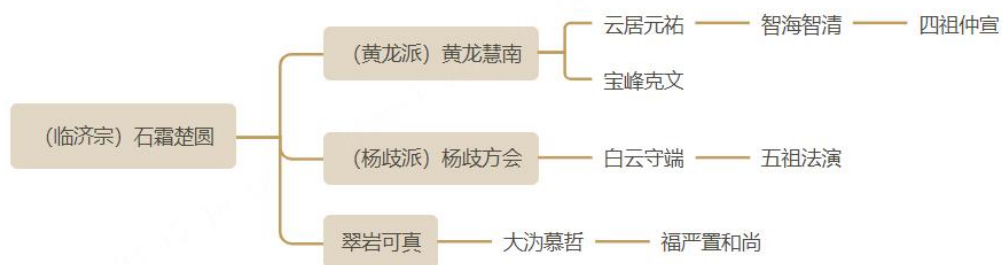 （临济宗）石霜楚圆
（黄龙派）黄龙慧南
云居元祐
智海智清
四祖仲宣
宝峰克文
（杨歧派）杨歧方会
白云守端
五祖法演
翠岩可真
大沩慕哲
福严置和尚